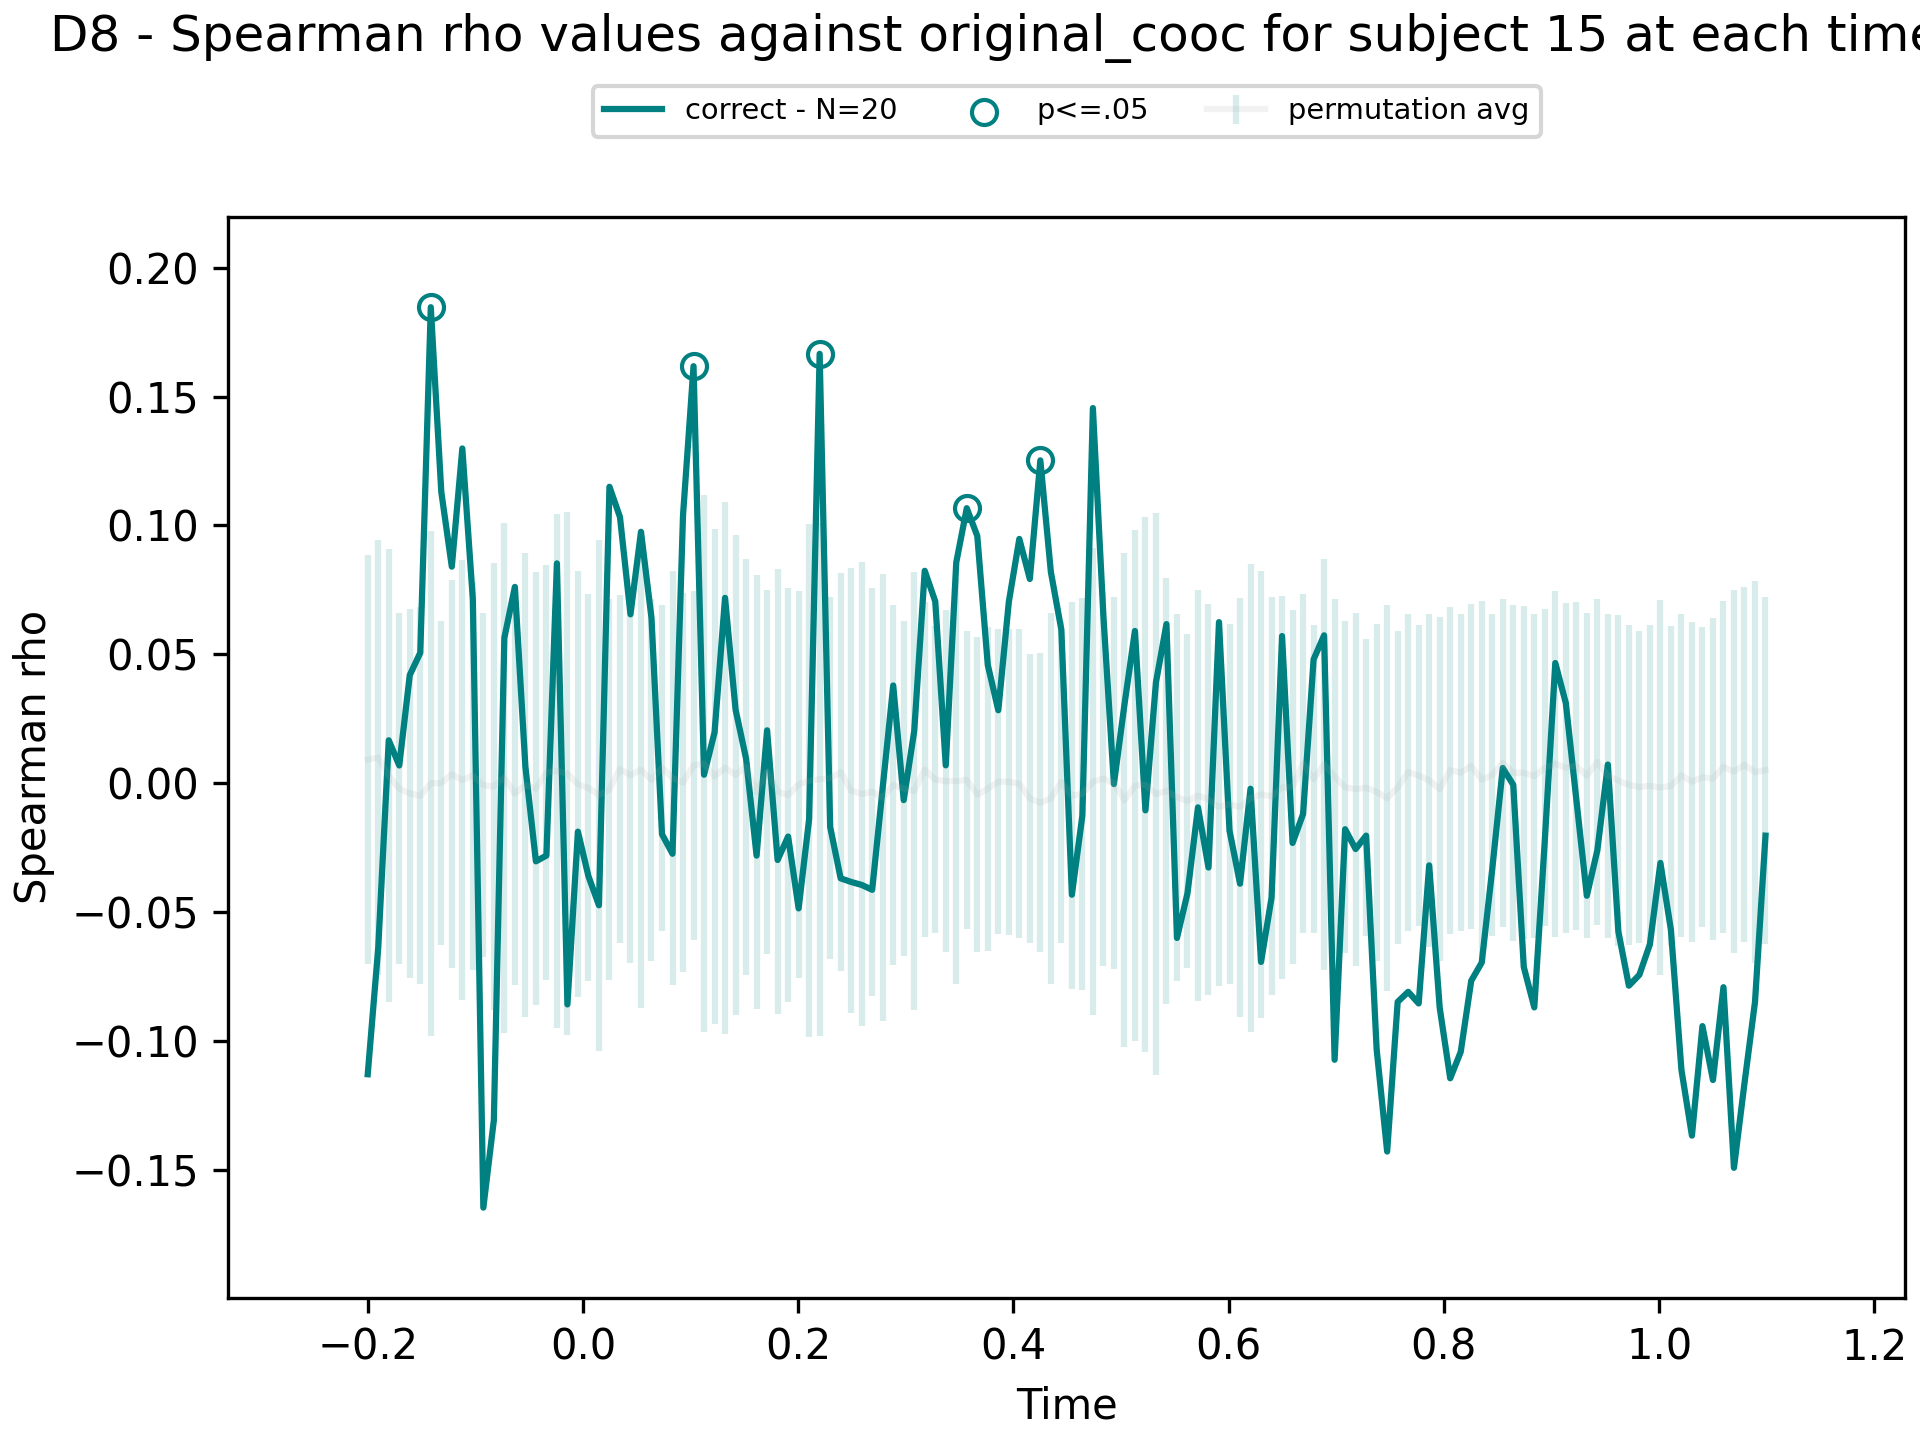 D8 - Spearman rho values against original_cooc for subject 15 at each time
correct - N=20
p<=.05
permutation avg
0.20
0.15
0.10
0.05
0.00
−0.05
−0.10
−0.15
Spearman rho
−0.2
0.0
0.2
0.4
0.6
0.8
1.0
1.2
Time